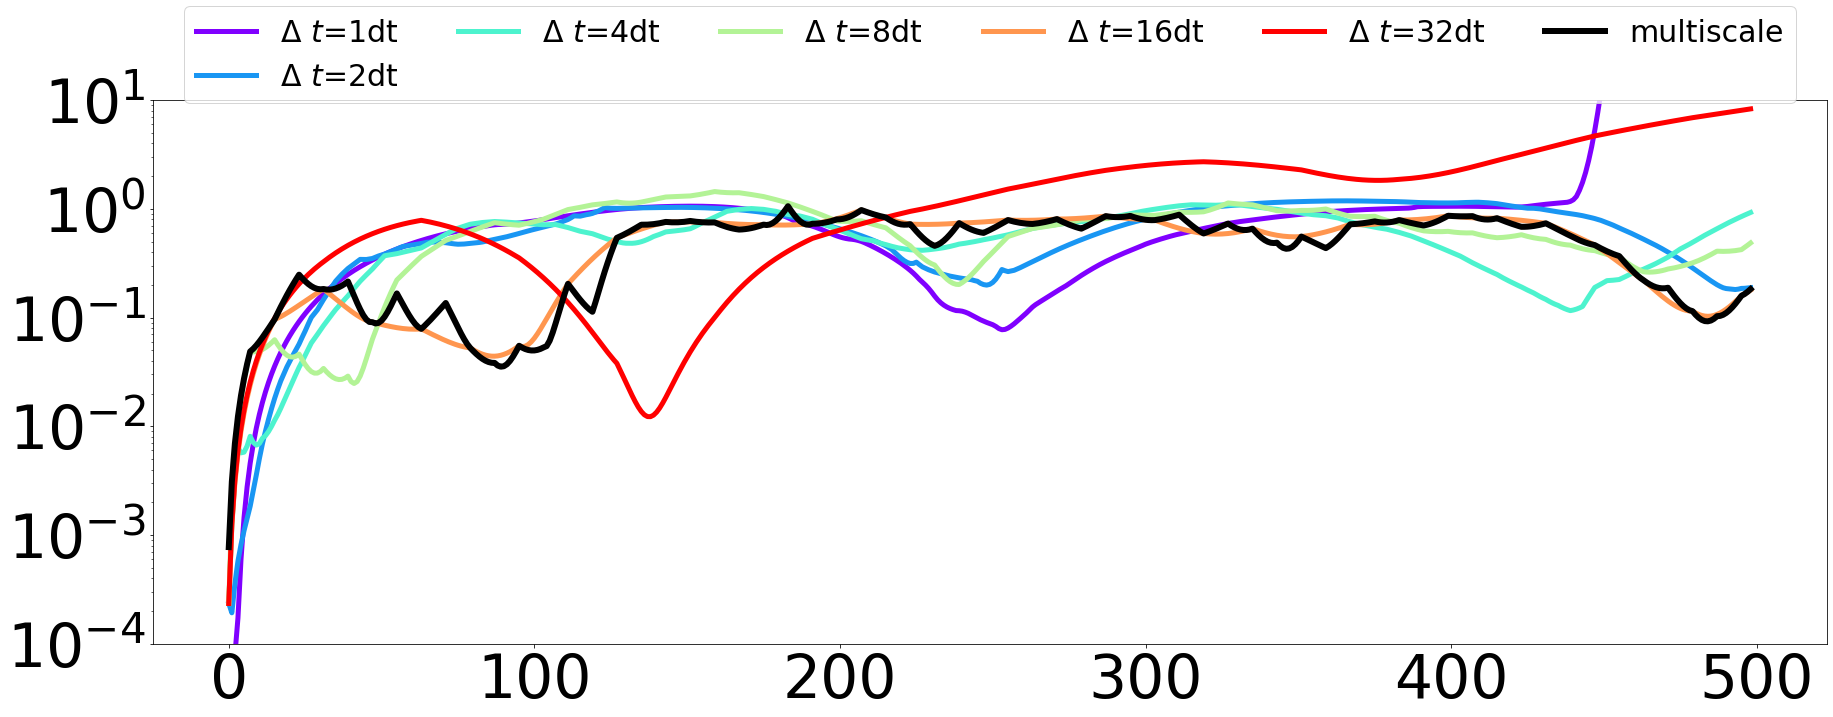 Δ t=1dt Δ t=4dt Δ t=8dt Δ t=16dt Δ t=32dt multiscale
Δ t=2dt
10¹
10⁰
10⁻¹
10⁻²
10⁻³
10⁻⁴
0 100 200 300 400 500